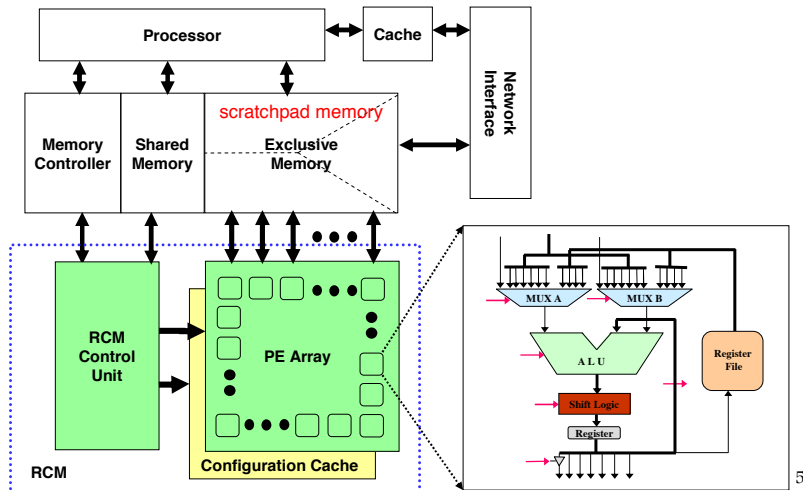 Processor
Cache
Network
Interface
scratchpad memory
Memory
Controller
Shared
Memory
Exclusive
Memory
RCM
Control
Unit
PE Array
Configuration Cache
RCM
MUX A
MUX B
A L U
Register
File
Shift Logic
Register
5